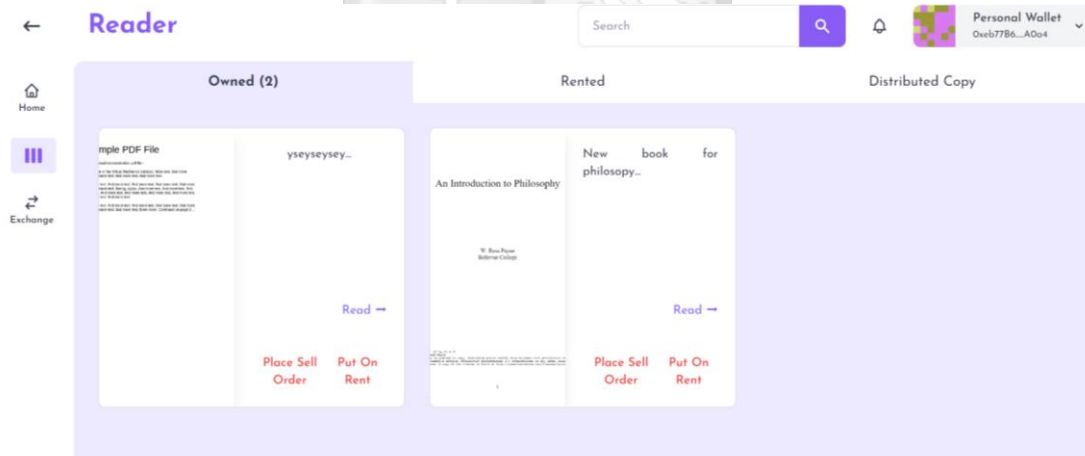 Reader
Search
Personal Wallet
0xeb77B6....A0a4
Home
Exchange
Owned (2)
Rented
Distributed Copy
mple PDF File
yseyseysey...
Read →
Place Sell
Order
Put On
Rent
An Introduction to Philosophy
W. Russ Payne
Bellevue College
1
New book for
philosopy...
Read →
Place Sell
Order
Put On
Rent